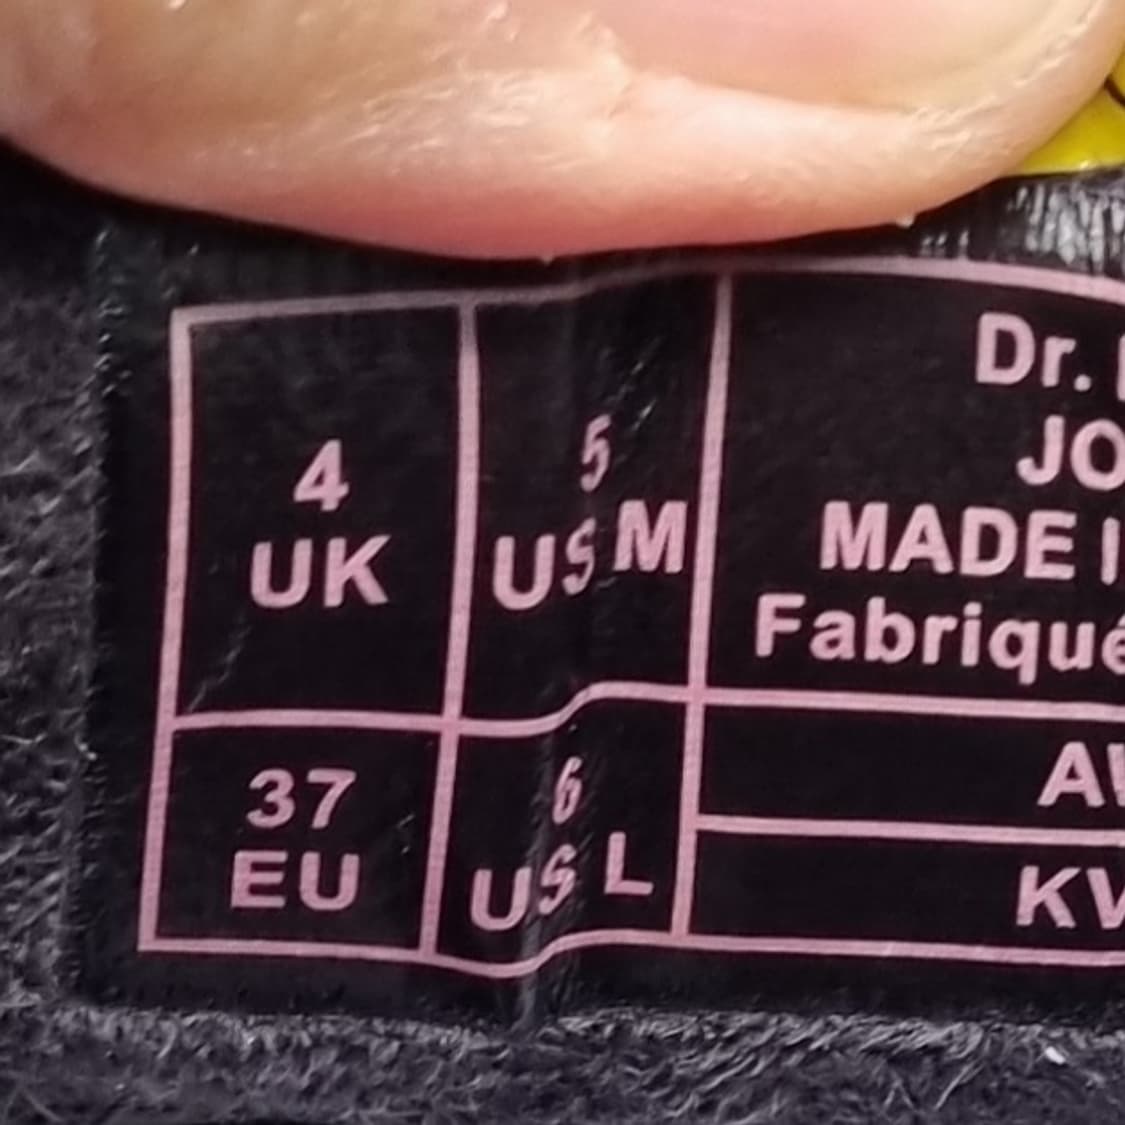 4
UK
5
US M
37
EU
6
US L
Dr.
JO
MADE I
Fabriqué
A
KV